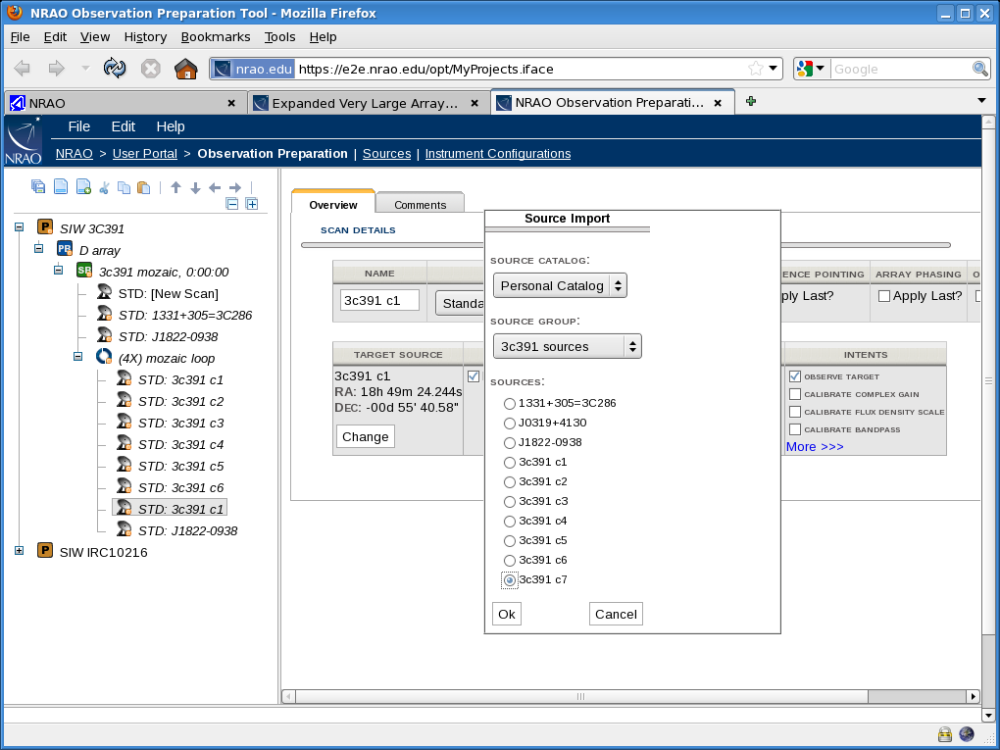 NRAO Observation Preparation Tool - Mozilla Firefox
File Edit View History Bookmarks Tools Help
nrao.edu https://e2e.nrao.edu/opt/MyProjects.iface
Google
NRAO
Expanded Very Large Array...
NRAO Observation Preparati...
NRAO
File Edit Help
NRAO > User Portal > Observation Preparation | Sources | Instrument Configurations
SIW 3C391
D array
3c391 mozaic, 0:00:00
STD: [New Scan]
STD: 1331+305=3C286
STD: J1822-0938
(4X) mozaic loop
STD: 3c391 c1
STD: 3c391 c2
STD: 3c391 c3
STD: 3c391 c4
STD: 3c391 c5
STD: 3c391 c6
STD: 3c391 c1
STD: J1822-0938
SIW IRC10216
Overview Comments
SCAN DETAILS
NAME
3c391 c1
Standa
ENCE POINTING
ply Last?
ARRAY PHASING
Apply Last?
O
TARGET SOURCE
3c391 c1
RA: 18h 49m 24.244s
DEC: -00d 55' 40.58"
Change
Source Import
SOURCE CATALOG:
Personal Catalog
SOURCE GROUP:
3c391 sources
SOURCES:
1331+305=3C286
J0319+4130
J1822-0938
3c391 c1
3c391 c2
3c391 c3
3c391 c4
3c391 c5
3c391 c6
3c391 c7
Ok Cancel
INTENTS
OBSERVE TARGET
CALIBRATE COMPLEX GAIN
CALIBRATE FLUX DENSITY SCALE
CALIBRATE BANDPASS
More >>>